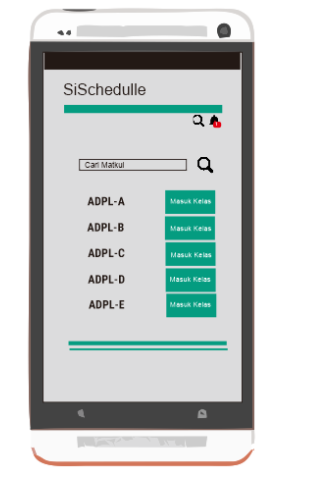 SiSchedulle
Cari Matkul
ADPL-A Masuk Kelas
ADPL-B Masuk Kelas
ADPL-C Masuk Kelas
ADPL-D Masuk Kelas
ADPL-E Masuk Kelas